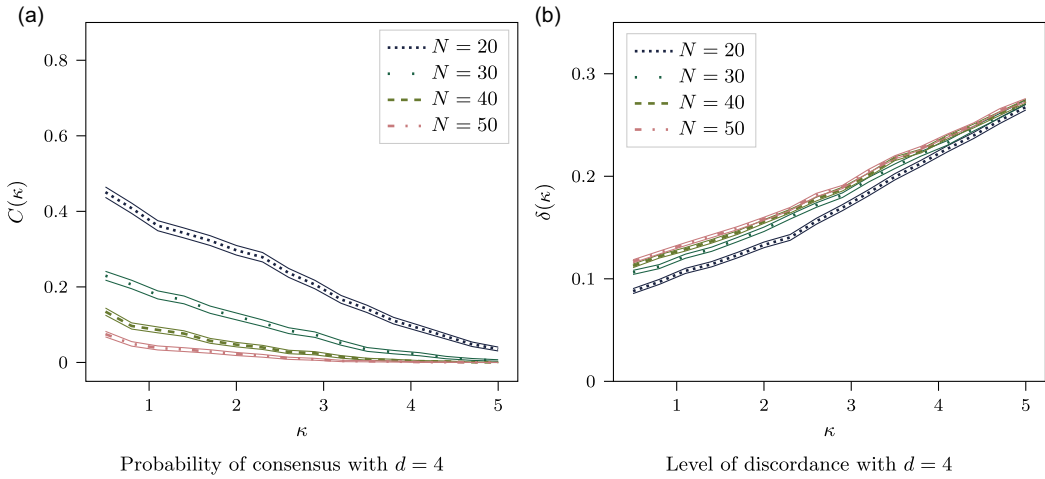 (a)
0.8
0.6
0.4
0.2
0
C(κ)
N = 20
N = 30
N = 40
N = 50
1 2 3 4 5
κ
Probability of consensus with d = 4
(b)
0.3
0.2
0.1
0
δ(κ)
N = 20
N = 30
N = 40
N = 50
1 2 3 4 5
κ
Level of discordance with d = 4